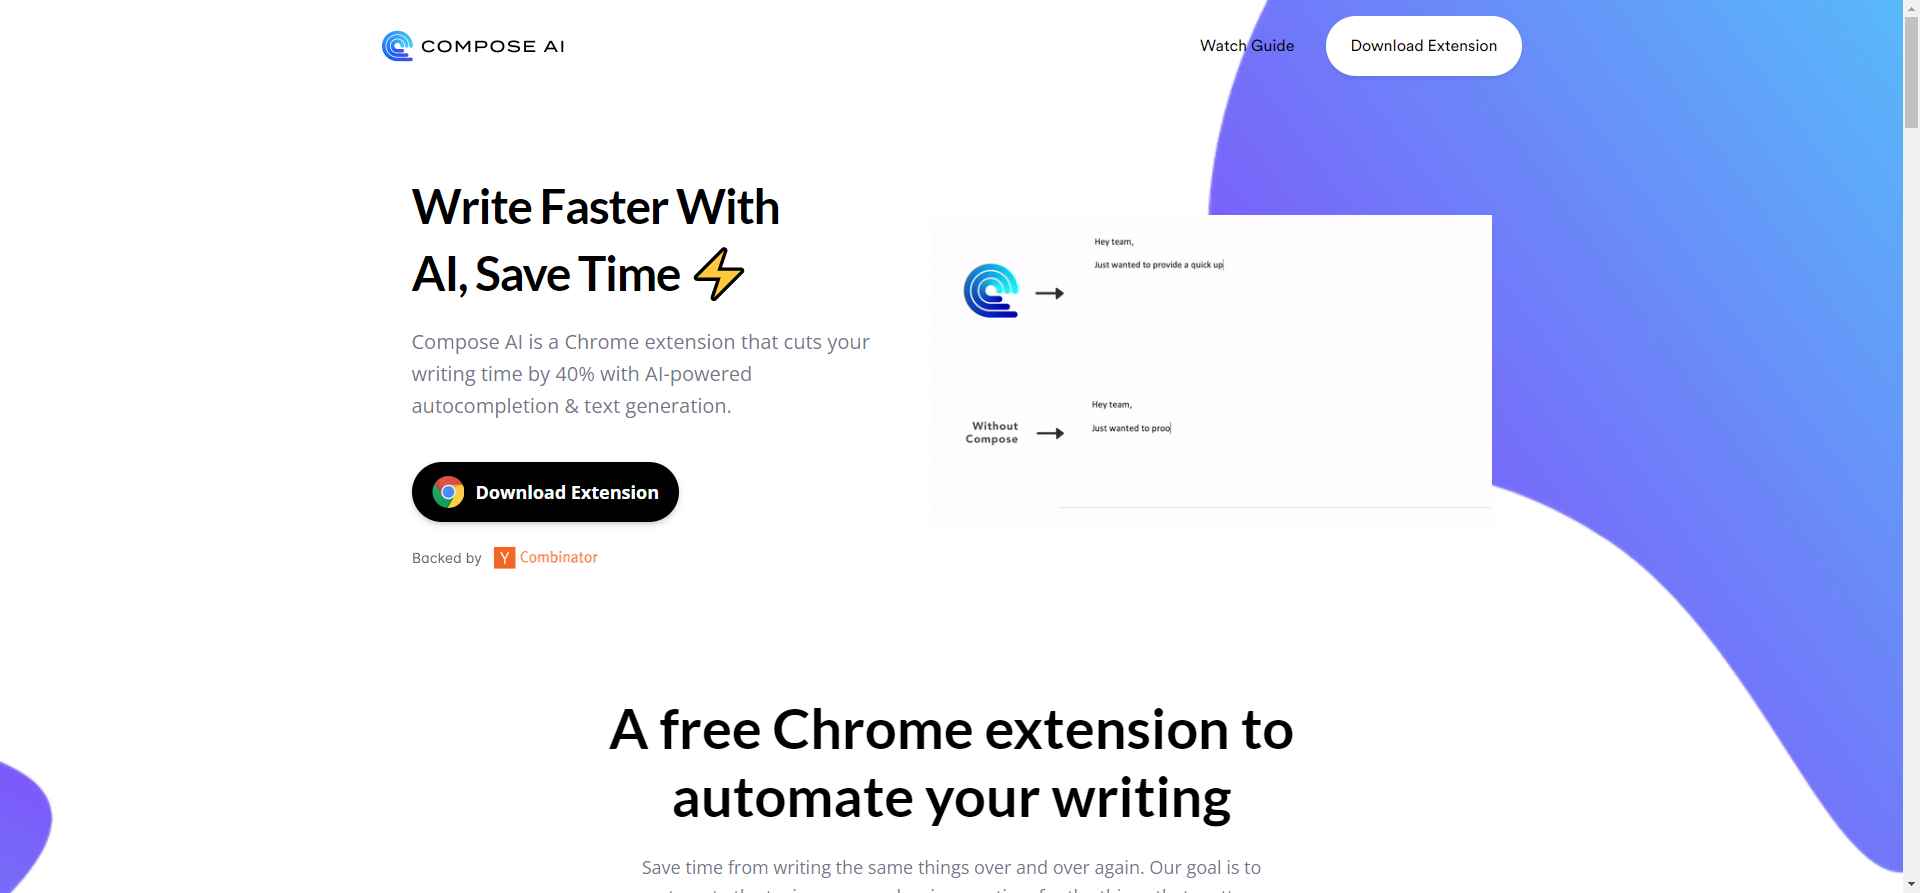 COMPOSE AI
Watch Guide
Download Extension
Write Faster With
AI, Save Time ⚡
Compose AI is a Chrome extension that cuts your
writing time by 40% with AI-powered
autocompletion & text generation.
Download Extension
Backed by Y Combinator
Hey team,
Just wanted to provide a quick up
Without
Compose
Hey team,
Just wanted to proo
A free Chrome extension to
automate your writing
Save time from writing the same things over and over again. Our goal is to